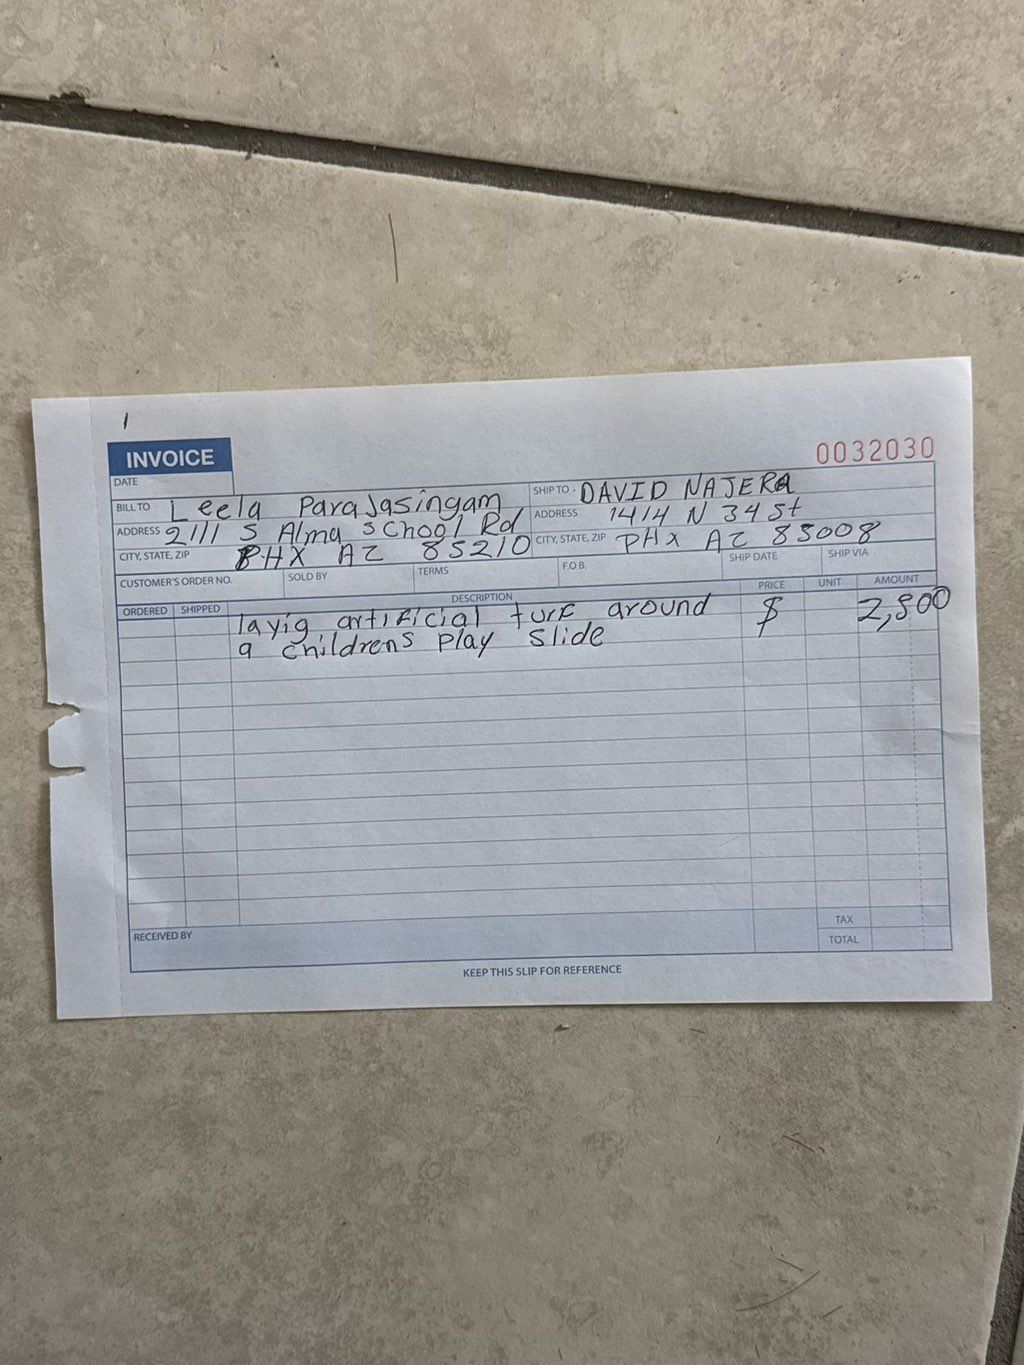 1
INVOICE
0032030
DATE
BILL TO Leela Parajasingam
SHIP TO DAVID NAJERA
ADDRESS 2111 S Alma SChool Rd
ADDRESS 1414 N 34 St
CITY, STATE, ZIP PHX AZ 85210
CITY, STATE, ZIP PHX AZ 85008
CUSTOMER'S ORDER NO. SOLD BY TERMS F.O.B. SHIP DATE SHIP VIA
ORDERED SHIPPED DESCRIPTION PRICE UNIT AMOUNT
layig artificial turf around $ 2,800
a childrens Play Slide
TAX
RECEIVED BY TOTAL
KEEP THIS SLIP FOR REFERENCE